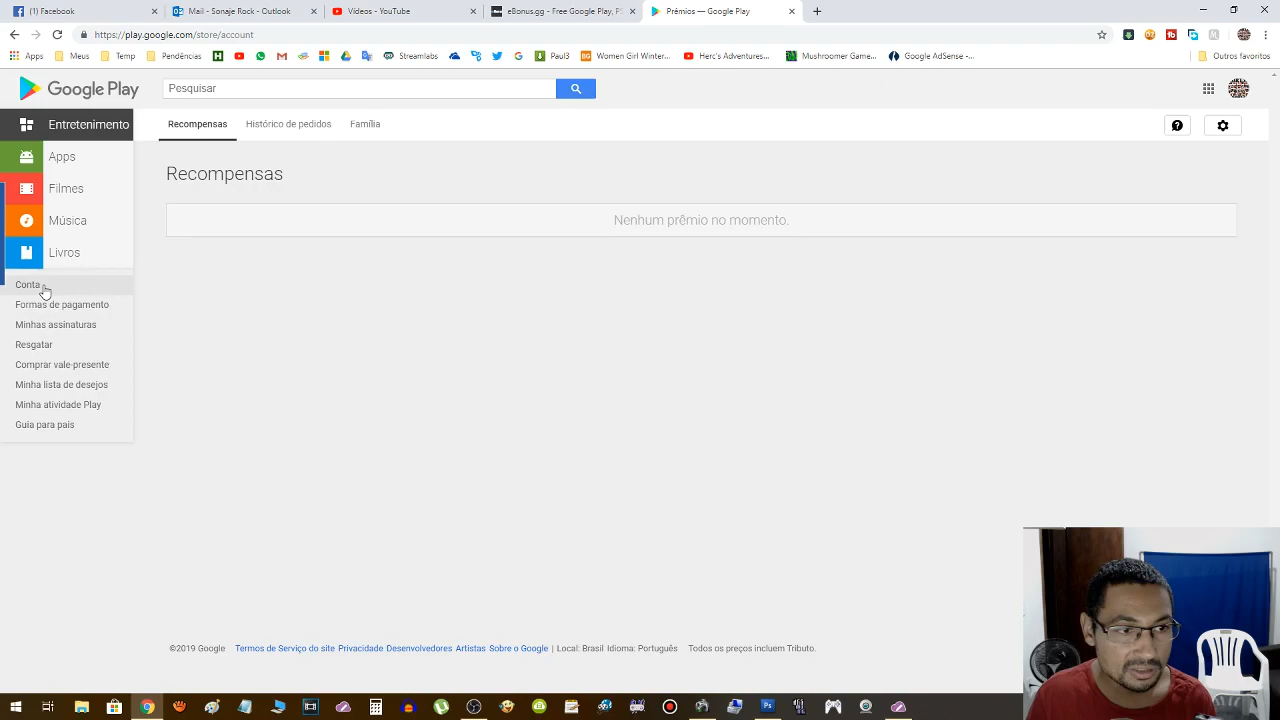 (1) Facebook
Mail - Sonaje Rock - Outlook
Vídeos - YouTube
eBonus.gg - Free Google Play, PS
Prêmios — Google Play
https://play.google.com/store/account
Apps
Meus
Temp
Pendências
Streamlabs
Paul3
Women Girl Winter...
Herc's Adventures...
Mushroomer Game...
Google AdSense -...
Outros favoritos
Google Play
Pesquisar
Entretenimento
Recompensas
Histórico de pedidos
Família
Apps
Filmes
Música
Livros
Recompensas
Nenhum prêmio no momento.
Conta
Formas de pagamento
Minhas assinaturas
Resgatar
Comprar vale-presente
Minha lista de desejos
Minha atividade Play
Guia para pais
©2019 Google Termos de Serviço do site Privacidade Desenvolvedores Artistas Sobre o Google | Local: Brasil Idioma: Português Todos os preços incluem Tributo.